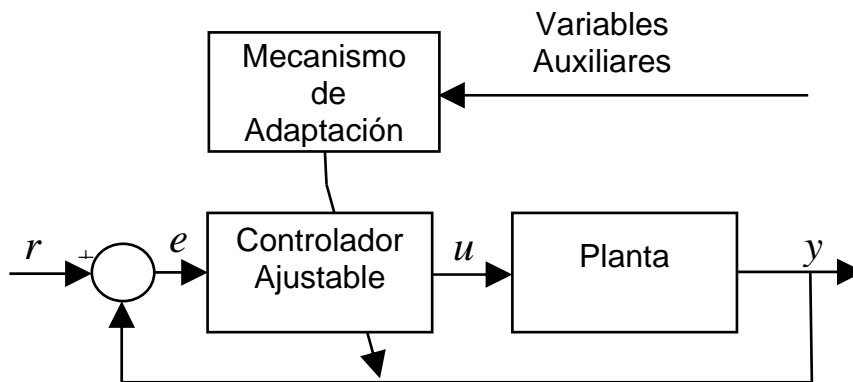 Variables
Auxiliares
Mecanismo
de
Adaptación
r
+
e
Controlador
Ajustable
u
Planta
y